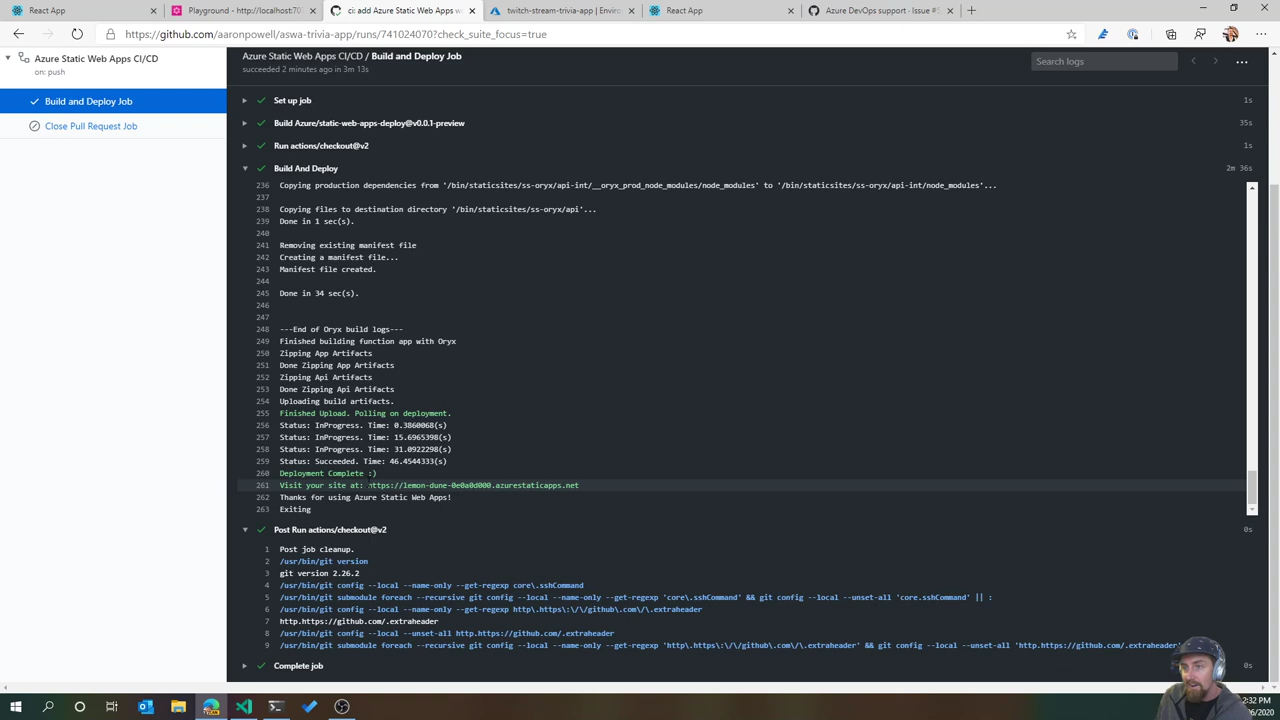 React App
Playground - http://localhost:707
ci: add Azure Static Web Apps w
twitch-stream-trivia-app | Enviro
React App
Azure DevOps support · Issue #5
https://github.com/aaronpowell/aswa-trivia-app/runs/741024070?check_suite_focus=true
Azure Static Web Apps CI/CD
on: push
Build and Deploy Job
Close Pull Request Job
Azure Static Web Apps CI/CD / Build and Deploy Job
succeeded 2 minutes ago in 3m 13s
Search logs
Set up job 1s
Build Azure/static-web-apps-deploy@v0.0.1-preview 35s
Run actions/checkout@v2 1s
Build And Deploy 2m 36s
236 Copying production dependencies from '/bin/staticsites/ss-oryx/api-int/__oryx_prod_node_modules/node_modules' to '/bin/staticsites/ss-oryx/api-int/node_modules'...
237
238 Copying files to destination directory '/bin/staticsites/ss-oryx/api'...
239 Done in 1 sec(s).
240
241 Removing existing manifest file
242 Creating a manifest file...
243 Manifest file created.
244
245 Done in 34 sec(s).
246
247
248 ---End of Oryx build logs---
249 Finished building function app with Oryx
250 Zipping App Artifacts
251 Done Zipping App Artifacts
252 Zipping Api Artifacts
253 Done Zipping Api Artifacts
254 Uploading build artifacts.
255 Finished Upload. Polling on deployment.
256 Status: InProgress. Time: 0.3860068(s)
257 Status: InProgress. Time: 15.6965398(s)
258 Status: InProgress. Time: 31.0922298(s)
259 Status: Succeeded. Time: 46.4544333(s)
260 Deployment Complete :)
261 Visit your site at: https://lemon-dune-0e0a0d000.azurestaticapps.net
262 Thanks for using Azure Static Web Apps!
263 Exiting
Post Run actions/checkout@v2 0s
1 Post job cleanup.
2 /usr/bin/git version
3 git version 2.26.2
4 /usr/bin/git config --local --name-only --get-regexp core\.sshCommand
5 /usr/bin/git submodule foreach --recursive git config --local --name-only --get-regexp 'core\.sshCommand' && git config --local --unset-all 'core.sshCommand' || :
6 /usr/bin/git config --local --name-only --get-regexp http\.https\:\/\/github\.com\/\.extraheader
7 http.https://github.com/.extraheader
8 /usr/bin/git config --local --unset-all http.https://github.com/.extraheader
9 /usr/bin/git submodule foreach --recursive git config --local --name-only --get-regexp 'http\.https\:\/\/github\.com\/\.extraheader' && git config --local --unset-all 'http.https://github.com/.extraheader'
Complete job 0s
2:32 PM